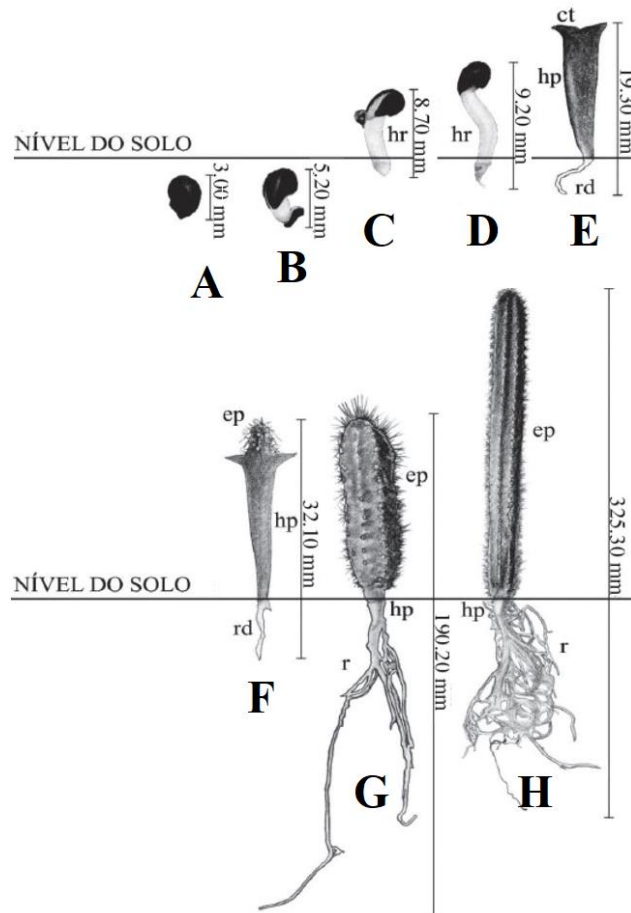 ct
hp
19.30 mm
rd
E
9.20 mm
hr
D
8.70 mm
hr
C
NÍVEL DO SOLO
3.00 mm
A
5.20 mm
B
ep
hp
32.10 mm
rd
F
ep
hp
190.20 mm
r
G
ep
325.30 mm
hp
r
H
NÍVEL DO SOLO